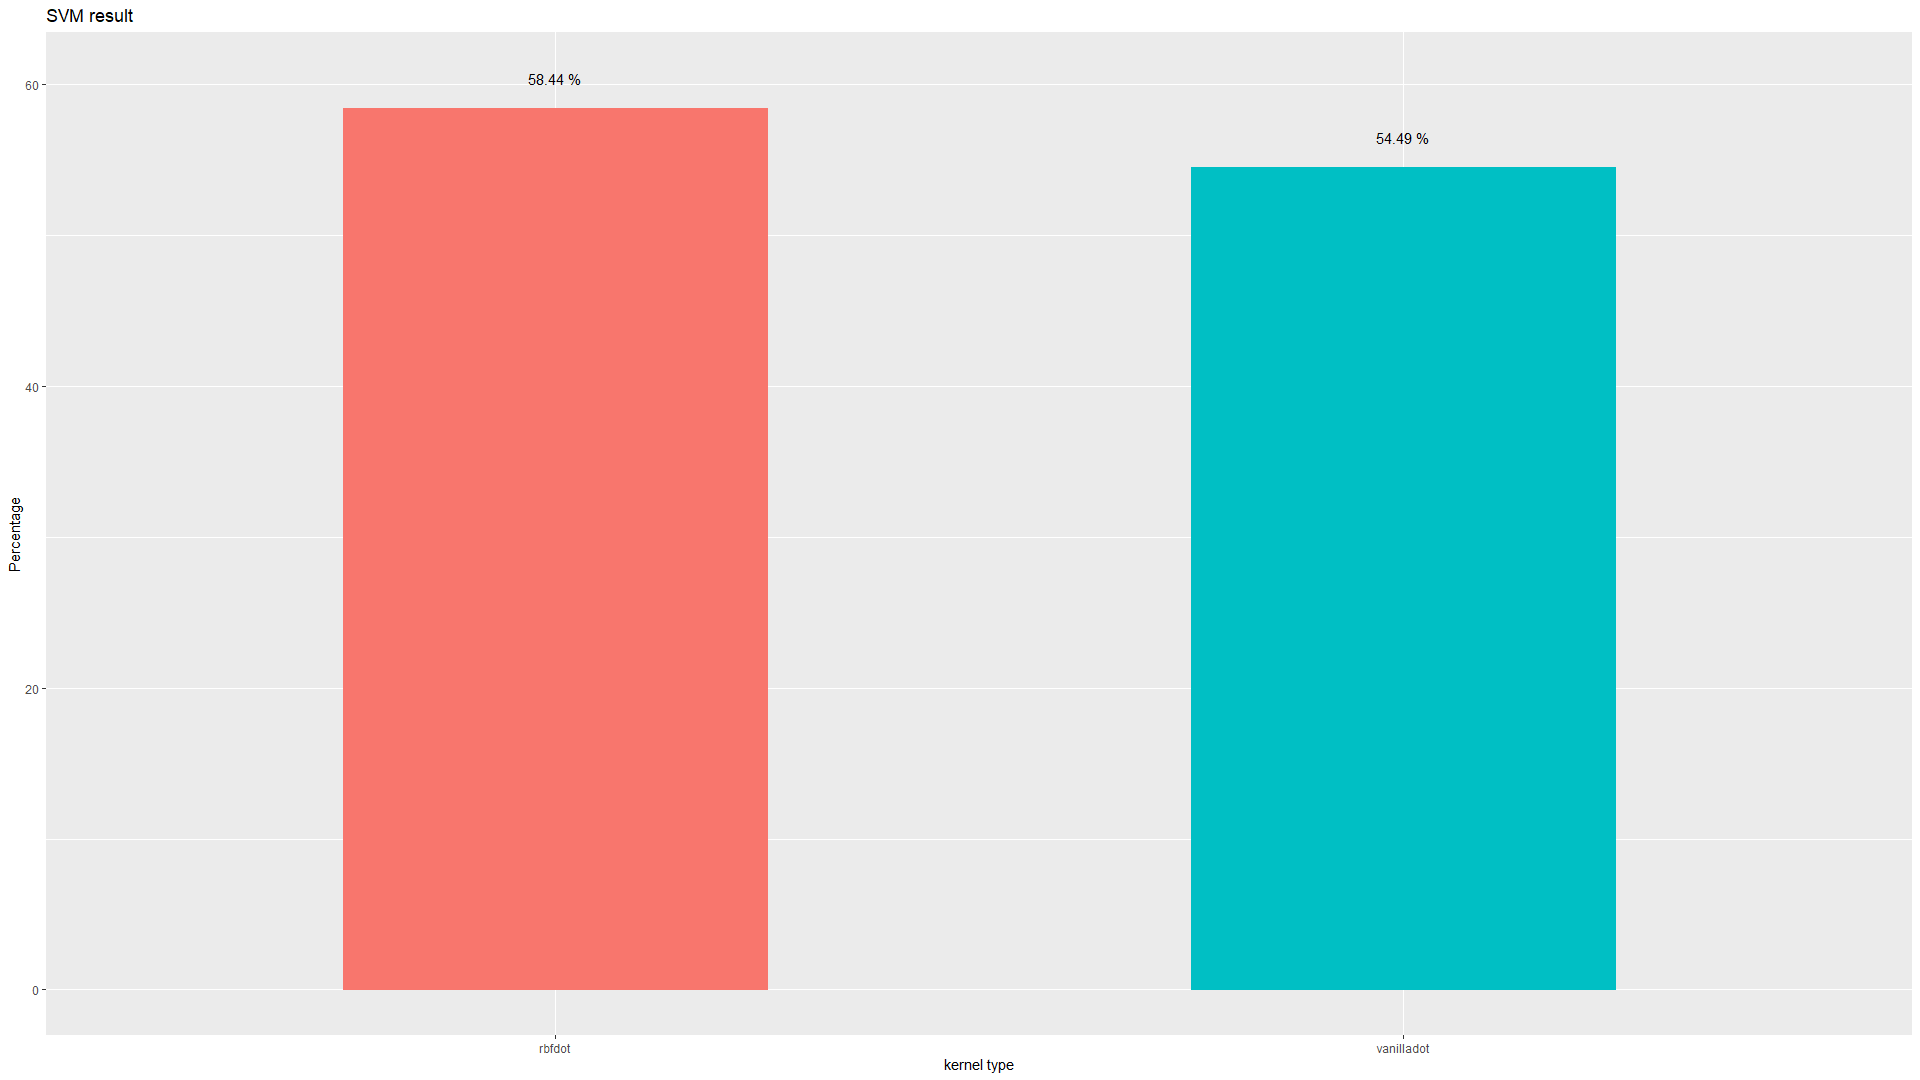 SVM result
58.44 %
54.49 %
60
40
20
0
Percentage
rbfdot
vanilladot
kernel type